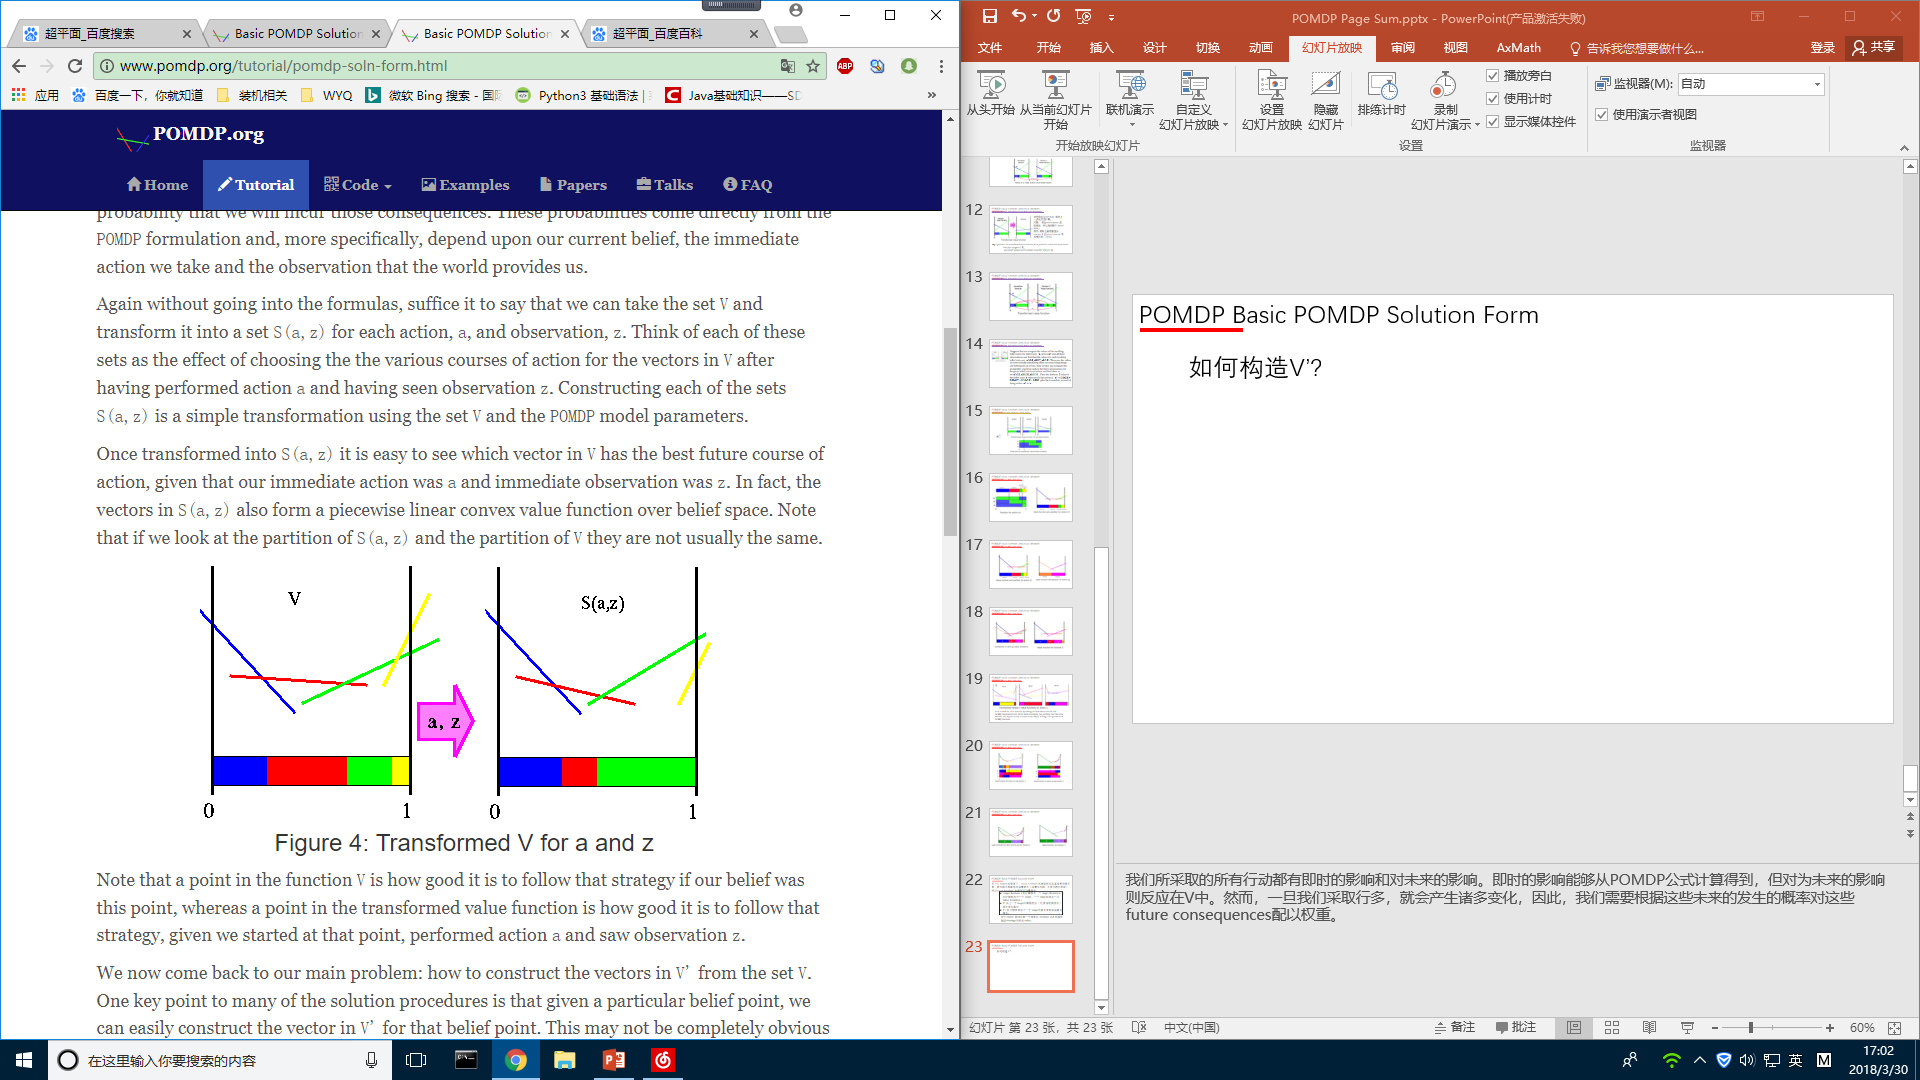 超平面_百度搜索
Basic POMDP Solution
Basic POMDP Solution
超平面_百度百科
www.pomdp.org/tutorial/pomdp-soln-form.html
ABP
应用
百度一下，你就知道
装机相关
WYQ
微软 Bing 搜索 - 国际
Python3 基础语法 |
Java基础知识——SD
»
POMDP.org
Home
Tutorial
Code
Examples
Papers
Talks
FAQ
probability that we will incur those consequences. These probabilities come directly from the
POMDP formulation and, more specifically, depend upon our current belief, the immediate
action we take and the observation that the world provides us.
Again without going into the formulas, suffice it to say that we can take the set V and
transform it into a set S(a,z) for each action, a, and observation, z. Think of each of these
sets as the effect of choosing the the various courses of action for the vectors in V after
having performed action a and having seen observation z. Constructing each of the sets
S(a,z) is a simple transformation using the set V and the POMDP model parameters.
Once transformed into S(a,z) it is easy to see which vector in V has the best future course of
action, given that our immediate action was a and immediate observation was z. In fact, the
vectors in S(a,z) also form a piecewise linear convex value function over belief space. Note
that if we look at the partition of S(a,z) and the partition of V they are not usually the same.
V
S(a,z)
a, z
0
1
0
1
Figure 4: Transformed V for a and z
Note that a point in the function V is how good it is to follow that strategy if our belief was
this point, whereas a point in the transformed value function is how good it is to follow that
strategy, given we started at that point, performed action a and saw observation z.
We now come back to our main problem: how to construct the vectors in V' from the set V.
One key point to many of the solution procedures is that given a particular belief point, we
can easily construct the vector in V' for that belief point. This may not be completely obvious
POMDP Page Sum.pptx - PowerPoint(产品激活失败)
文件
开始
插入
设计
切换
动画
幻灯片放映
审阅
视图
AxMath
告诉我您想要做什么...
登录
共享
从头开始
从当前幻灯片
开始
联机演示
自定义
幻灯片放映
开始放映幻灯片
设置
幻灯片放映
隐藏
幻灯片
排练计时
录制
幻灯片演示
播放旁白
使用计时
显示媒体控件
设置
监视器(M):
自动
使用演示者视图
监视器
12
13
14
15
16
17
18
19
20
21
22
23
POMDP Basic POMDP Solution Form
如何构造V’?
我们所采取的所有行动都有即时的影响和对未来的影响。即时的影响能够从POMDP公式计算得到，但对为未来的影响
则反应在V中。然而，一旦我们采取行多，就会产生诸多变化，因此，我们需要根据这些未来的发生的概率对这些
future consequences配以权重。
幻灯片 第 23 张，共 23 张
中文(中国)
备注
批注
60%
在这里输入你要搜索的内容
英
M
17:02
2018/3/30